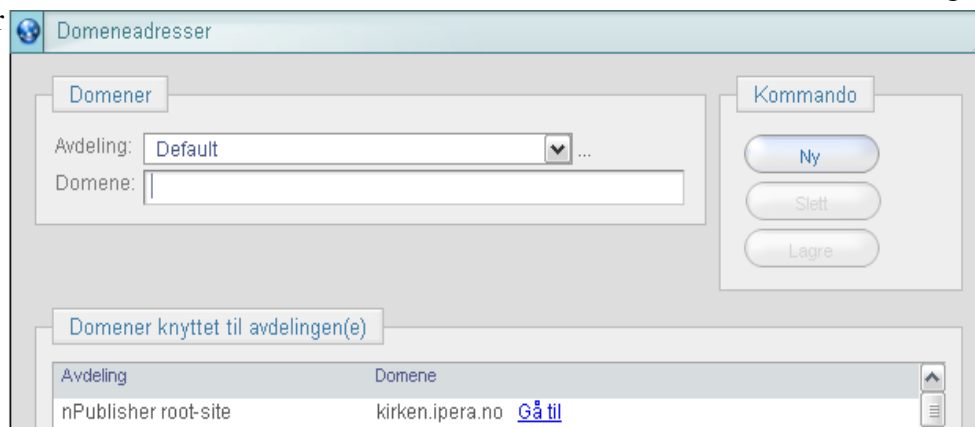 r
Domeneadresser
Domener
Avdeling: Default ...
Domene:
Kommando
Ny
Slett
Lagre
Domener knyttet til avdelingen(e)
Avdeling Domene
nPublisher root-site kirken.ipera.no Gå til